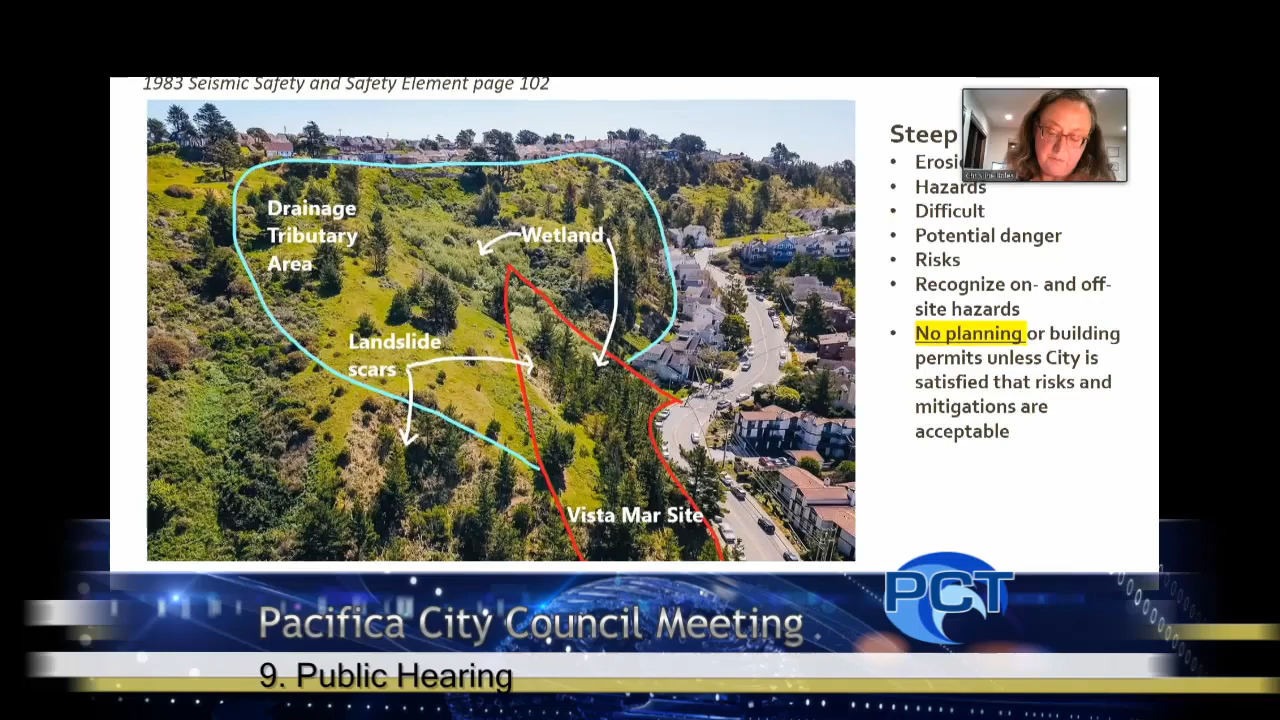 1983 Seismic Safety and Safety Element page 102
Drainage
Tributary
Area
Wetland
Landslide
scars
Vista Mar Site
Steep
• Erosi
• Hazards
• Difficult
• Potential danger
• Risks
• Recognize on- and off-
site hazards
• No planning or building
permits unless City is
satisfied that risks and
mitigations are
acceptable
PCT
Pacifica City Council Meeting
9. Public Hearing